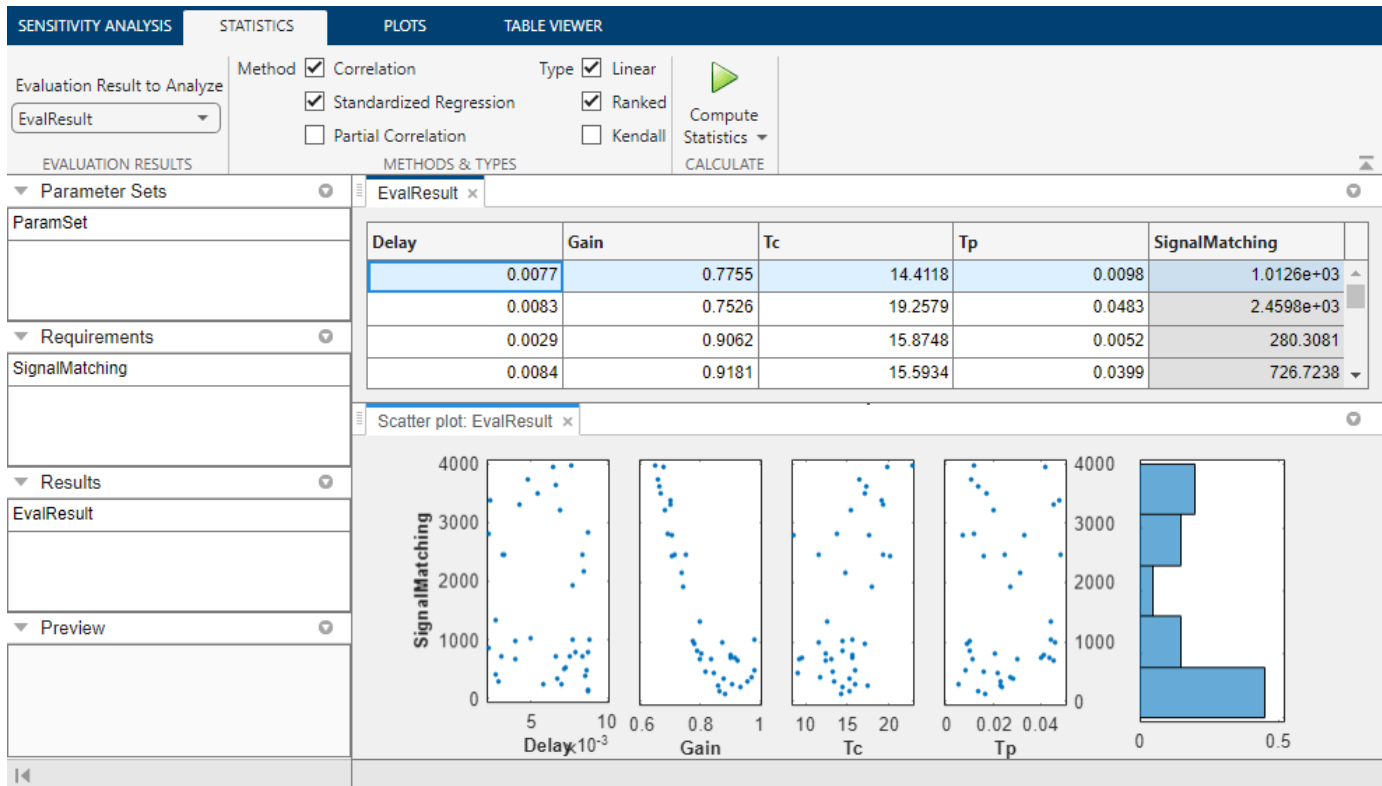 SENSITIVITY ANALYSIS STATISTICS PLOTS TABLE VIEWER
Method Correlation Type Linear
Evaluation Result to Analyze
Standardized Regression Ranked
EvalResult
Compute
Partial Correlation Kendall Statistics
EVALUATION RESULTS METHODS & TYPES CALCULATE
Parameter Sets
ParamSet
Requirements
SignalMatching
Results
EvalResult
Preview
EvalResult ×
Delay Gain Tc Tp SignalMatching
0.0077 0.7755 14.4118 0.0098 1.0126e+03
0.0083 0.7526 19.2579 0.0483 2.4598e+03
0.0029 0.9062 15.8748 0.0052 280.3081
0.0084 0.9181 15.5934 0.0399 726.7238
Scatter plot: EvalResult ×
SignalMatching
4000 4000
3000 3000
2000 2000
1000 1000
0 0
5 10 0.6 0.8 1 10 15 20 0 0.02 0.04 0 0.5
Delay ×10-3 Gain Tc Tp